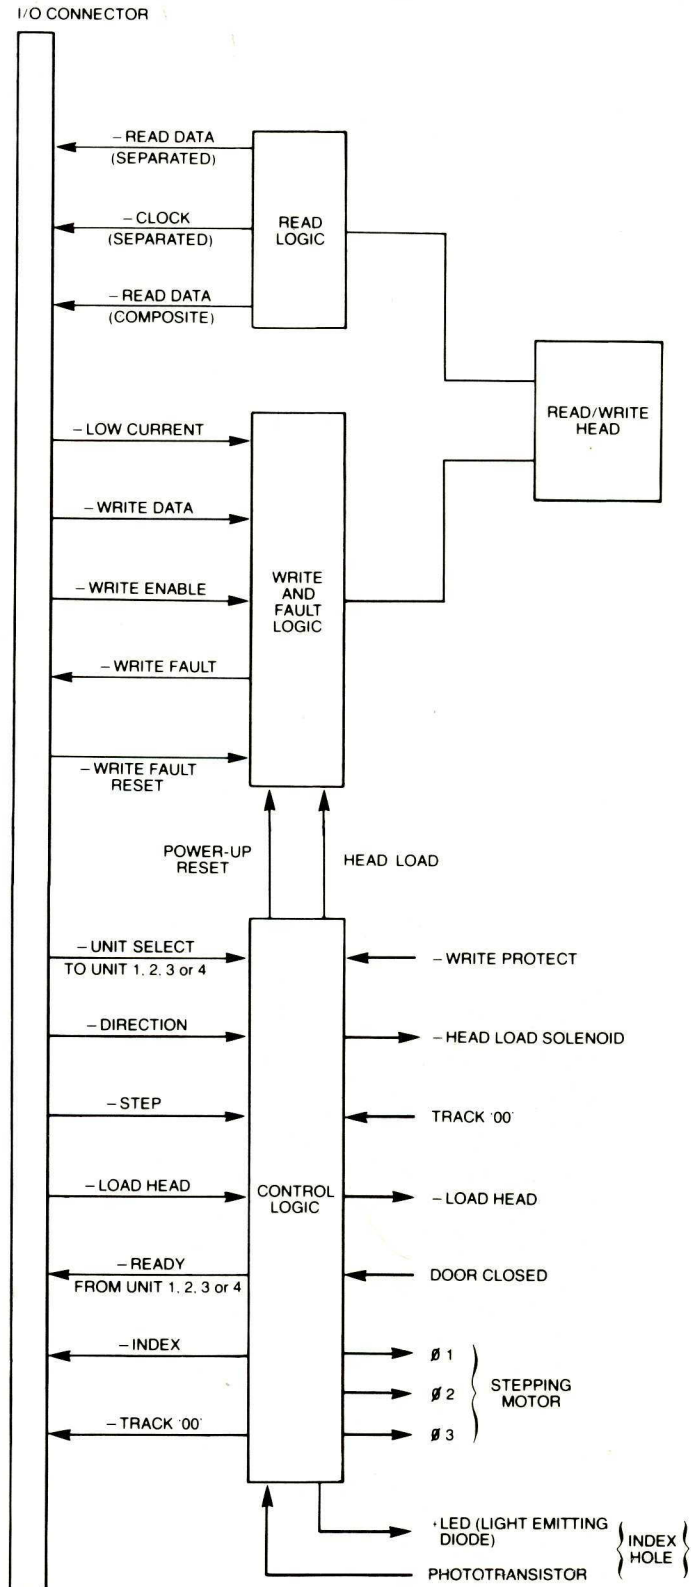 I/O CONNECTOR
– READ DATA
(SEPARATED)
– CLOCK
(SEPARATED)
– READ DATA
(COMPOSITE)
READ
LOGIC
READ/WRITE
HEAD
– LOW CURRENT
– WRITE DATA
– WRITE ENABLE
– WRITE FAULT
– WRITE FAULT
RESET
WRITE
AND
FAULT
LOGIC
POWER-UP
RESET
HEAD LOAD
– UNIT SELECT
TO UNIT 1, 2, 3 or 4
– DIRECTION
– STEP
– LOAD HEAD
– READY
FROM UNIT 1, 2, 3 or 4
– INDEX
– TRACK '00'
CONTROL
LOGIC
– WRITE PROTECT
– HEAD LOAD SOLENOID
TRACK '00'
– LOAD HEAD
DOOR CLOSED
Ø 1
Ø 2
Ø 3
STEPPING
MOTOR
+LED (LIGHT EMITTING
DIODE)
PHOTOTRANSISTOR
INDEX
HOLE